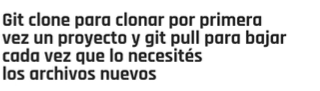 Git clone para clonar por primera
vez un proyecto y git pull para bajar
cada vez que lo necesités
los archivos nuevos